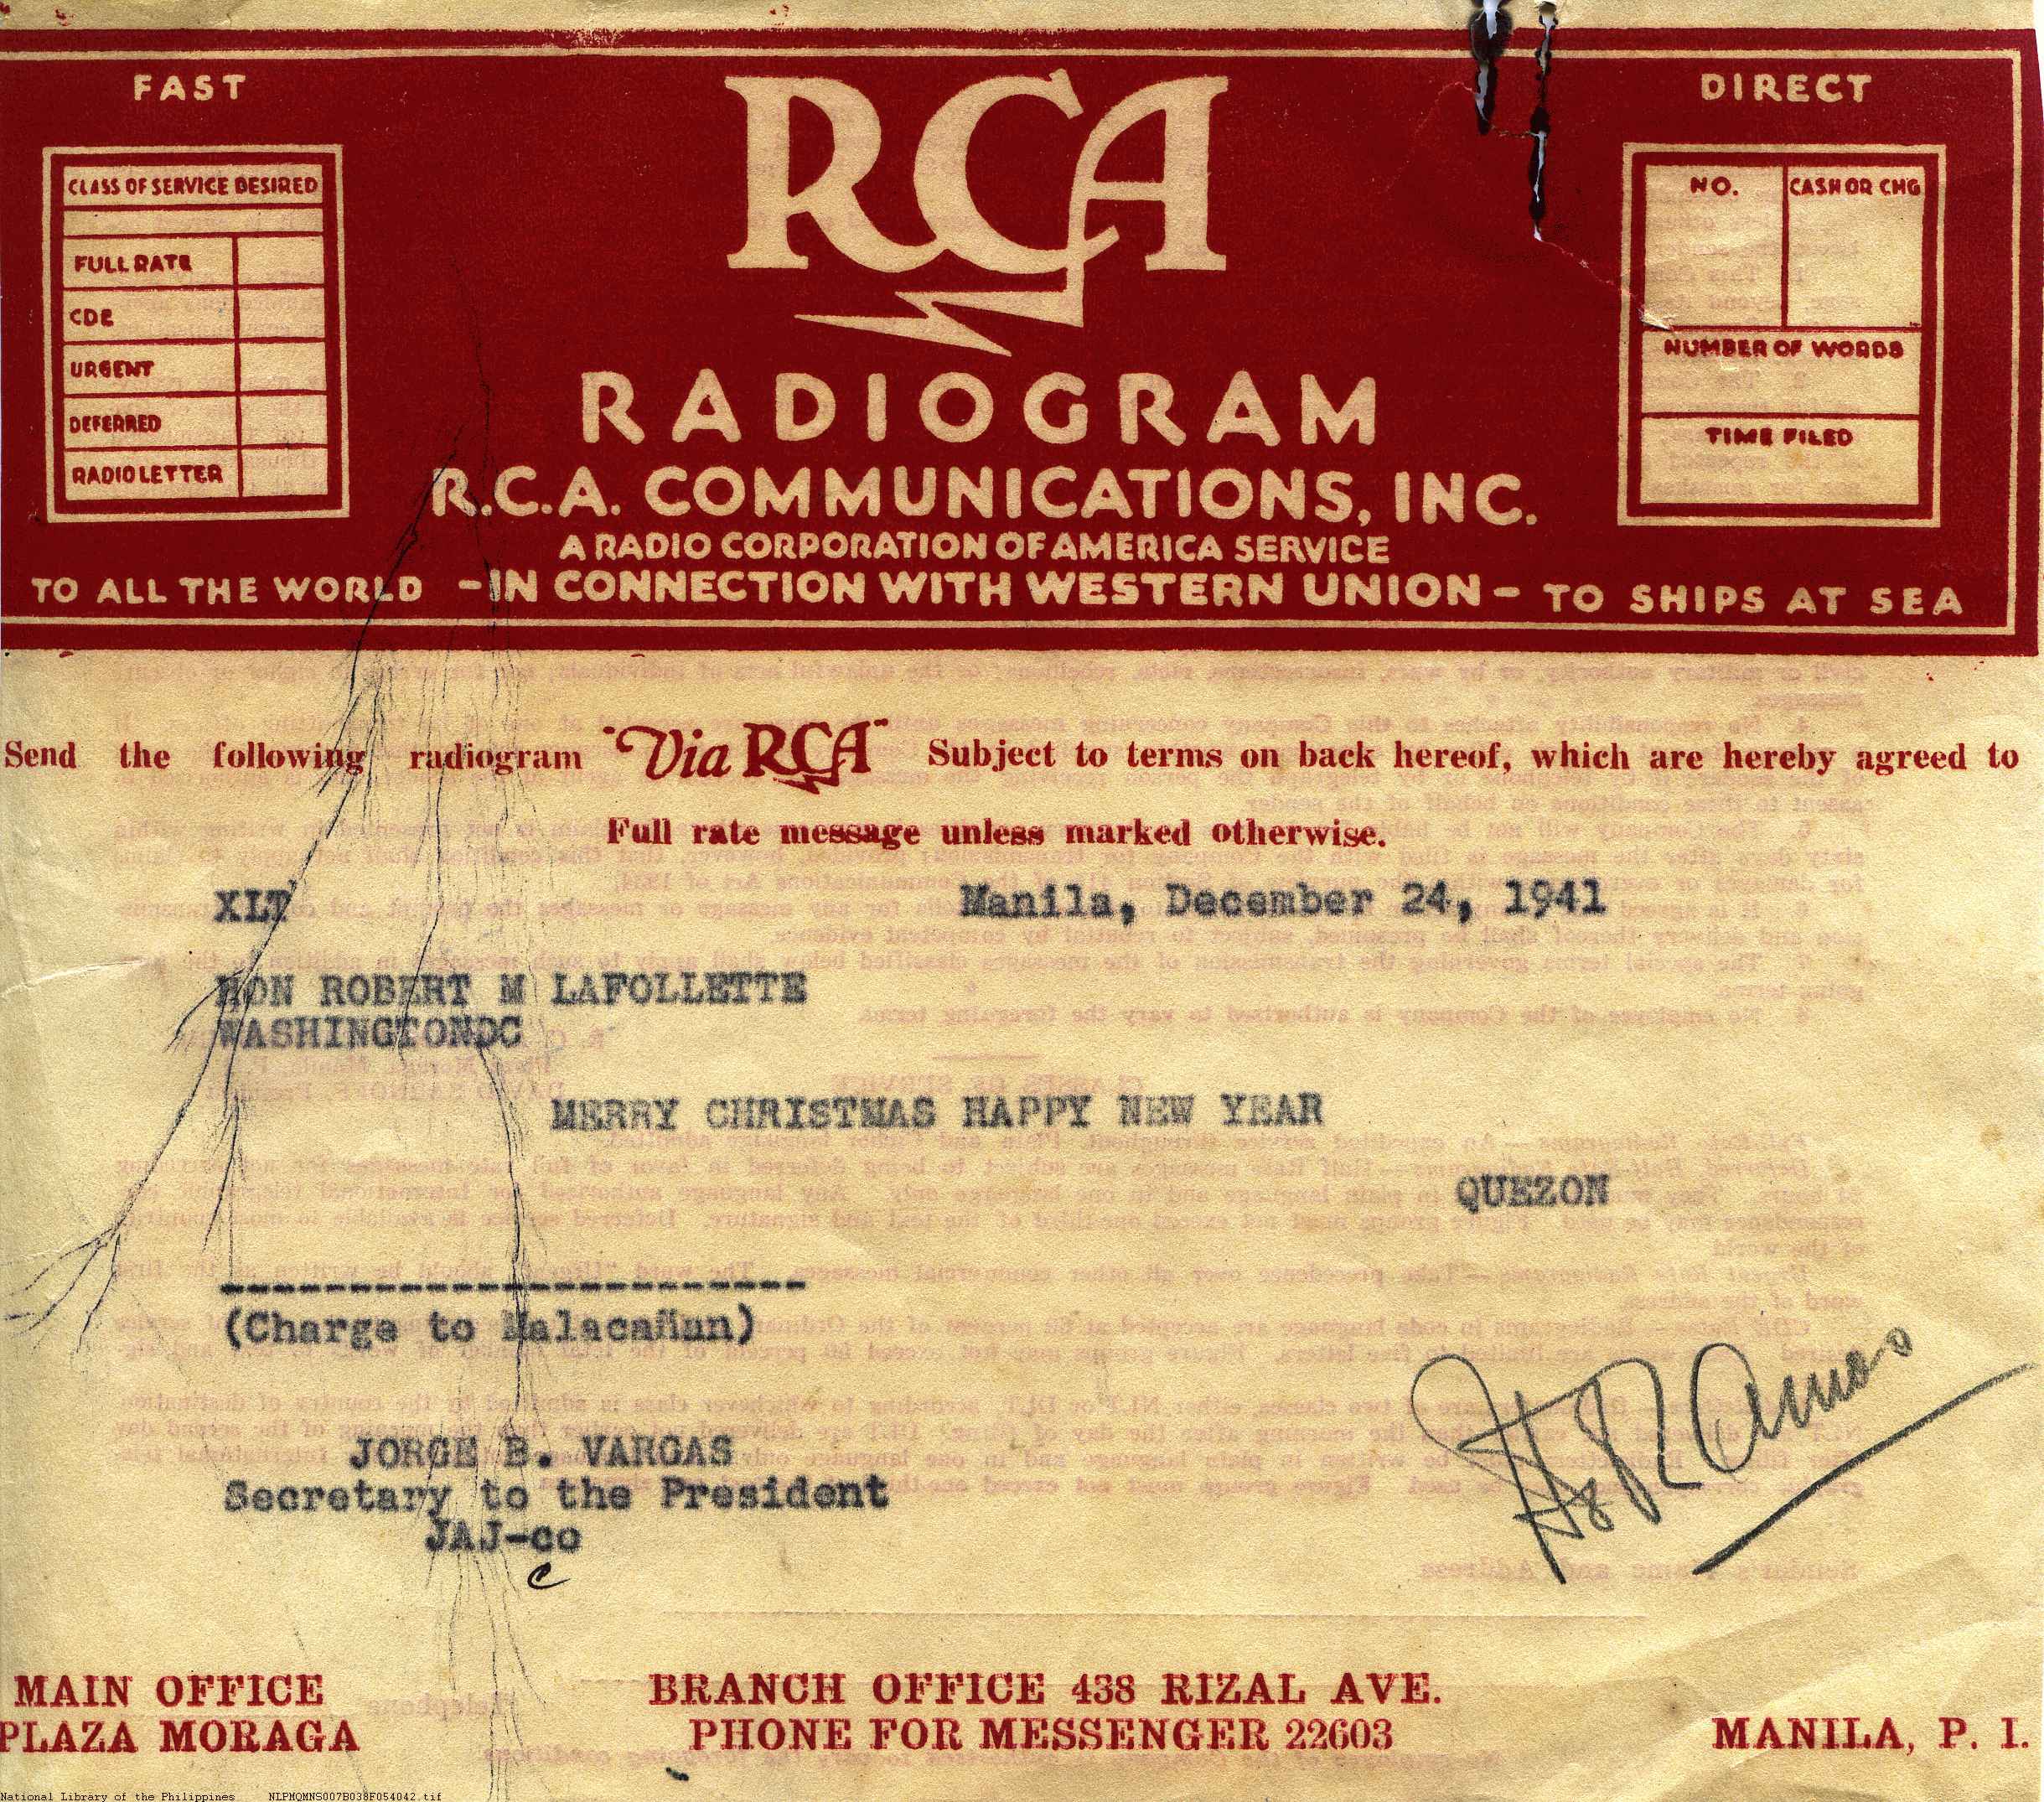 FAST
DIRECT
RCA
CLASS OF SERVICE DESIRED
FULL RATE
CDE
URGENT
DEFERRED
RADIO LETTER
NO.
CASH OR CHG
NUMBER OF WORDS
TIME FILED
RADIOGRAM
R.C.A. COMMUNICATIONS, INC.
A RADIO CORPORATION OF AMERICA SERVICE
TO ALL THE WORLD -IN CONNECTION WITH WESTERN UNION- TO SHIPS AT SEA
Send the following radiogram "Via RCA" Subject to terms on back hereof, which are hereby agreed to
Full rate message unless marked otherwise.
XLT Manila, December 24, 1941
HON ROBERT M LAFOLLETTE
WASHINGTONDC
MERRY CHRISTMAS HAPPY NEW YEAR
QUEZON
-----------------------
(Charge to Malacañan)
JORGE B. VARGAS
Secretary to the President
JAJ-co
c
MAIN OFFICE
PLAZA MORAGA
BRANCH OFFICE 438 RIZAL AVE.
PHONE FOR MESSENGER 22603
MANILA, P. I.
National Library of the Philippines NLPMQMNS007B038F054042.tif